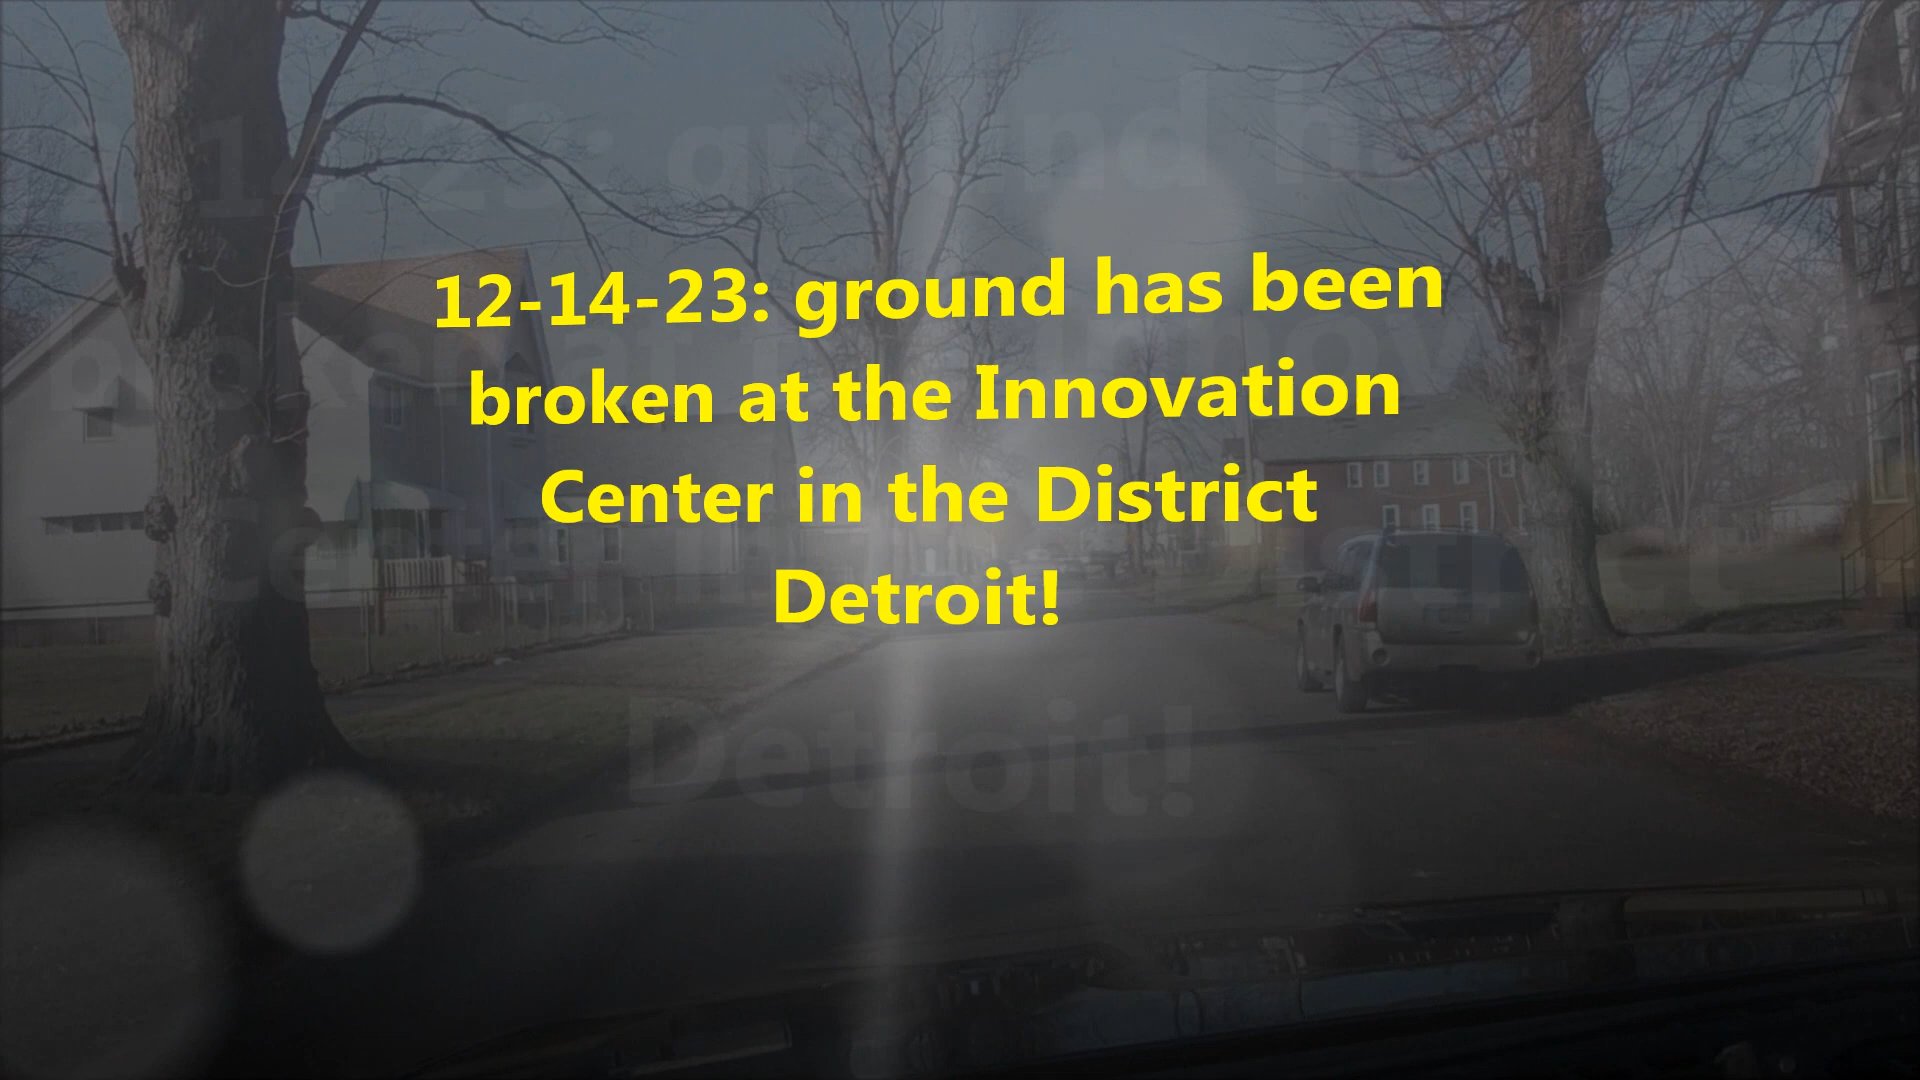 12-14-23: ground has been
broken at the Innovation
Center in the District
Detroit!